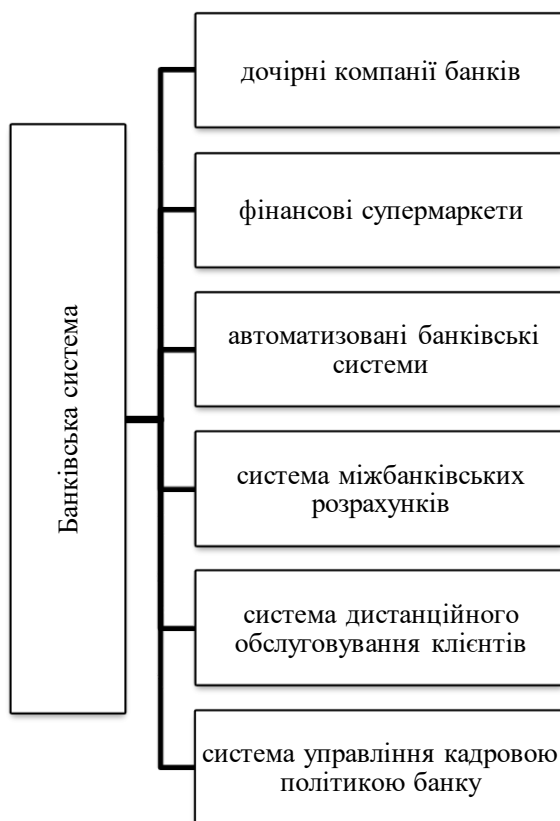 Банківська система
дочірні компанії банків
фінансові супермаркети
автоматизовані банківські
системи
система міжбанківських
розрахунків
система дистанційного
обслуговування клієнтів
система управління кадровою
політикою банку